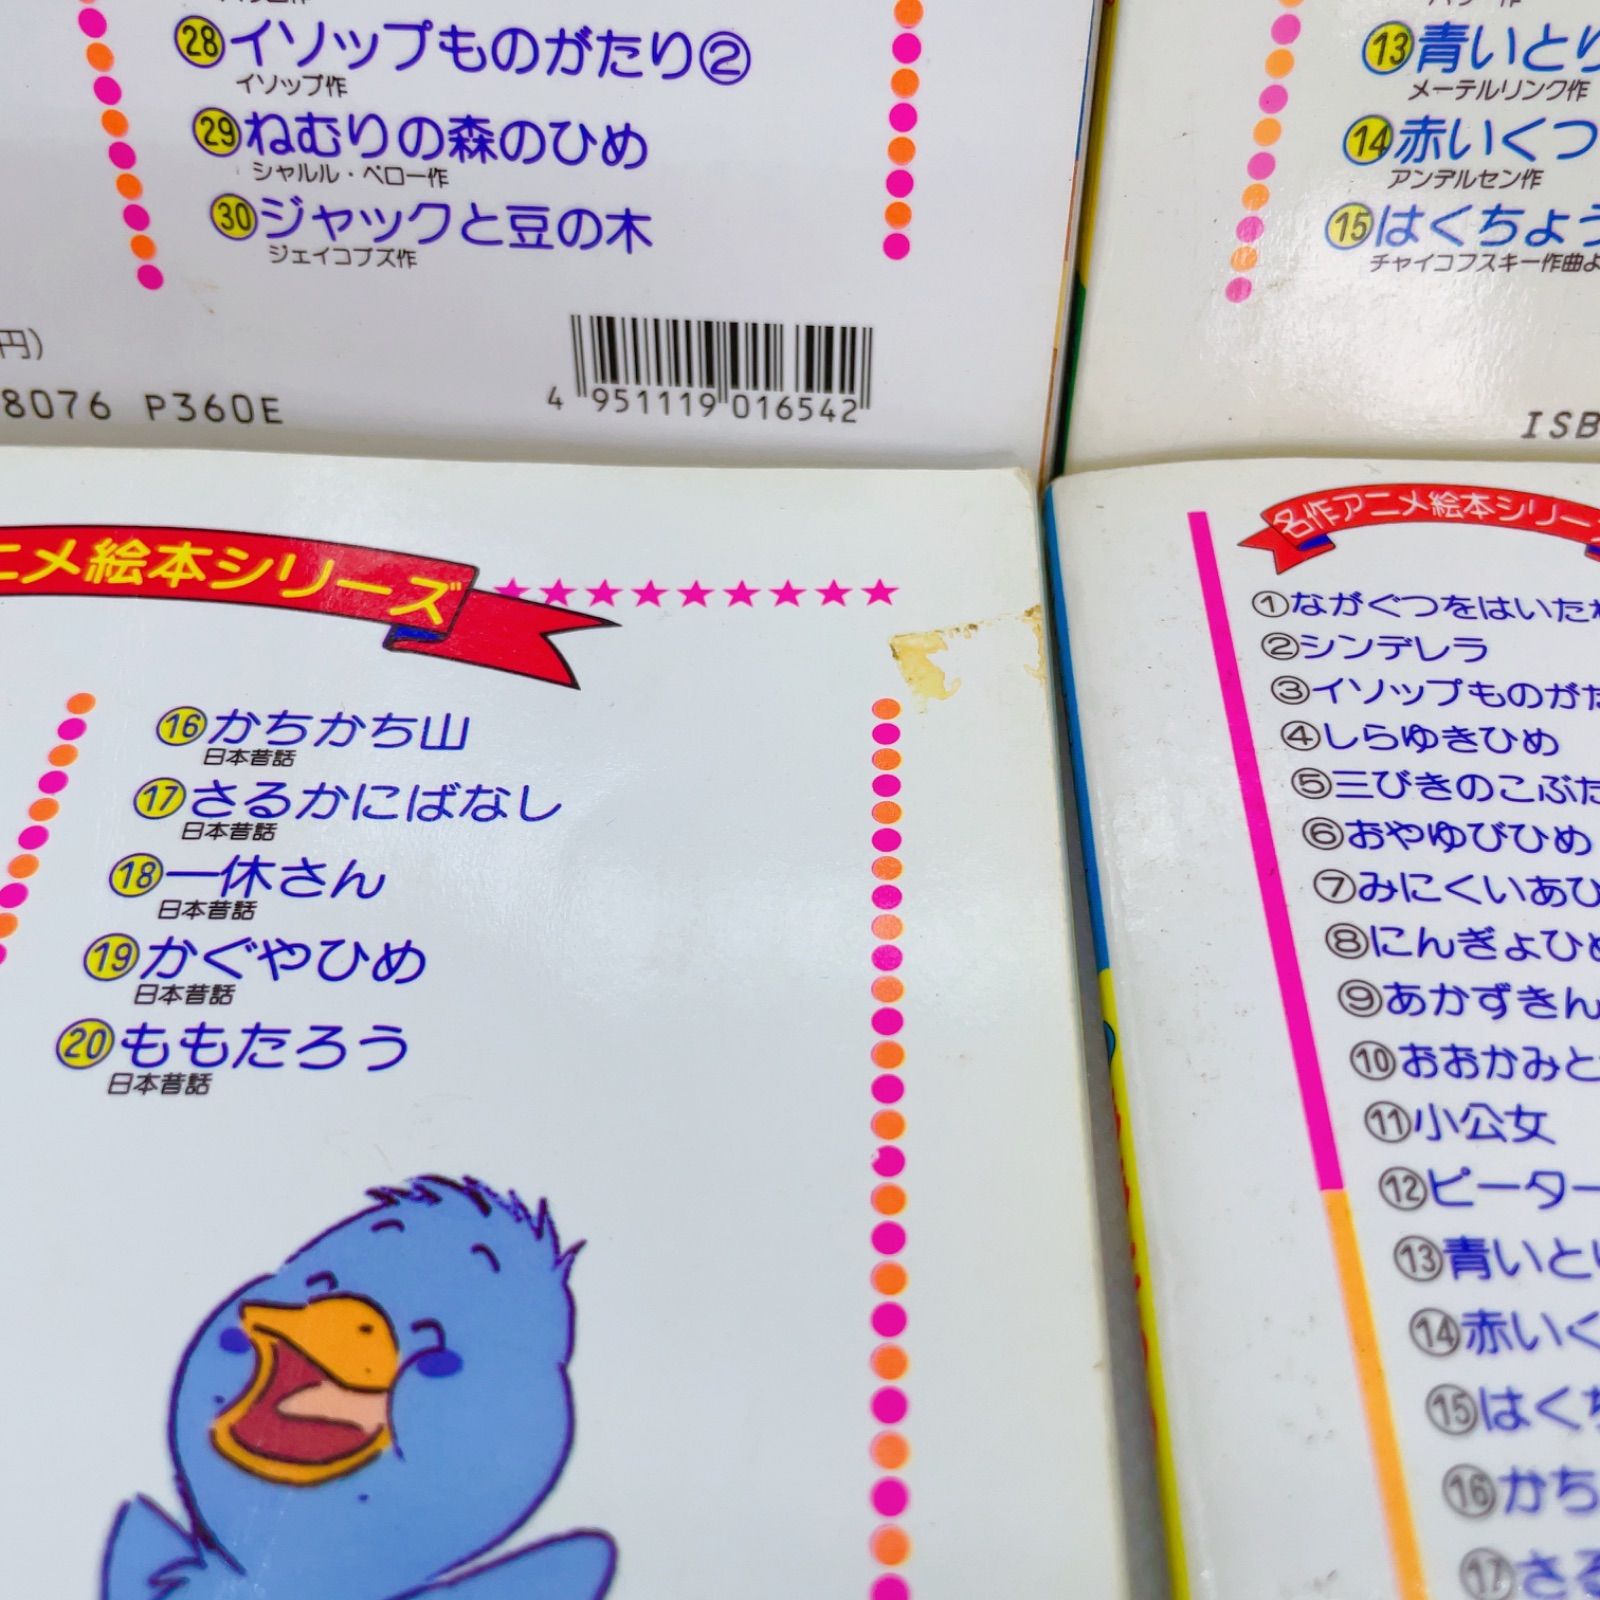 ㉘イソップものがたり②
イソップ作
㉙ねむりの森のひめ
シャルル・ペロー作
㉚ジャックと豆の木
ジェイコブズ作
円)
8076 P360E
4 951119 016542
⑬青いとり
メーテルリンク作
⑭赤いくつ
アンデルセン作
⑮はくちょう
チャイコフスキー作曲よ
ISB
ニメ絵本シリーズ
⑯かちかち山
日本昔話
⑰さるかにばなし
日本昔話
⑱一休さん
日本昔話
⑲かぐやひめ
日本昔話
⑳ももたろう
日本昔話
名作アニメ絵本シリーズ
①ながぐつをはいたね
②シンデレラ
③イソップものがた
④しらゆきひめ
⑤三びきのこぶた
⑥おやゆびひめ
⑦みにくいあひ
⑧にんぎょひめ
⑨あかずきん
⑩おおかみと
⑪小公女
⑫ピーター
⑬青いとり
⑭赤いく
⑮はくち
⑯かち
⑰さる